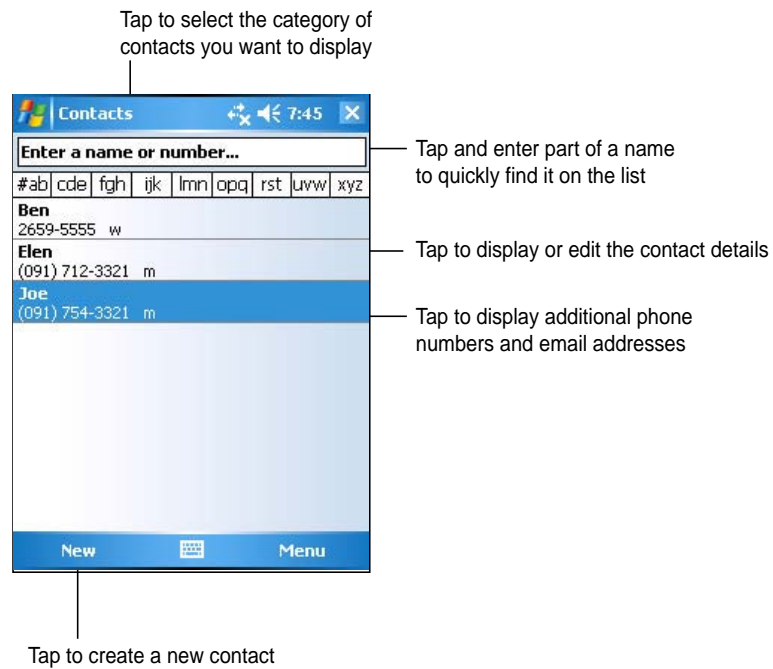 Tap to select the category of
contacts you want to display
Contacts 7:45
Enter a name or number...
#ab cde fgh ijk lmn opq rst uvw xyz
Ben
2659-5555 w
Elen
(091) 712-3321 m
Joe
(091) 754-3321 m
Tap and enter part of a name
to quickly find it on the list
Tap to display or edit the contact details
Tap to display additional phone
numbers and email addresses
New Menu
Tap to create a new contact